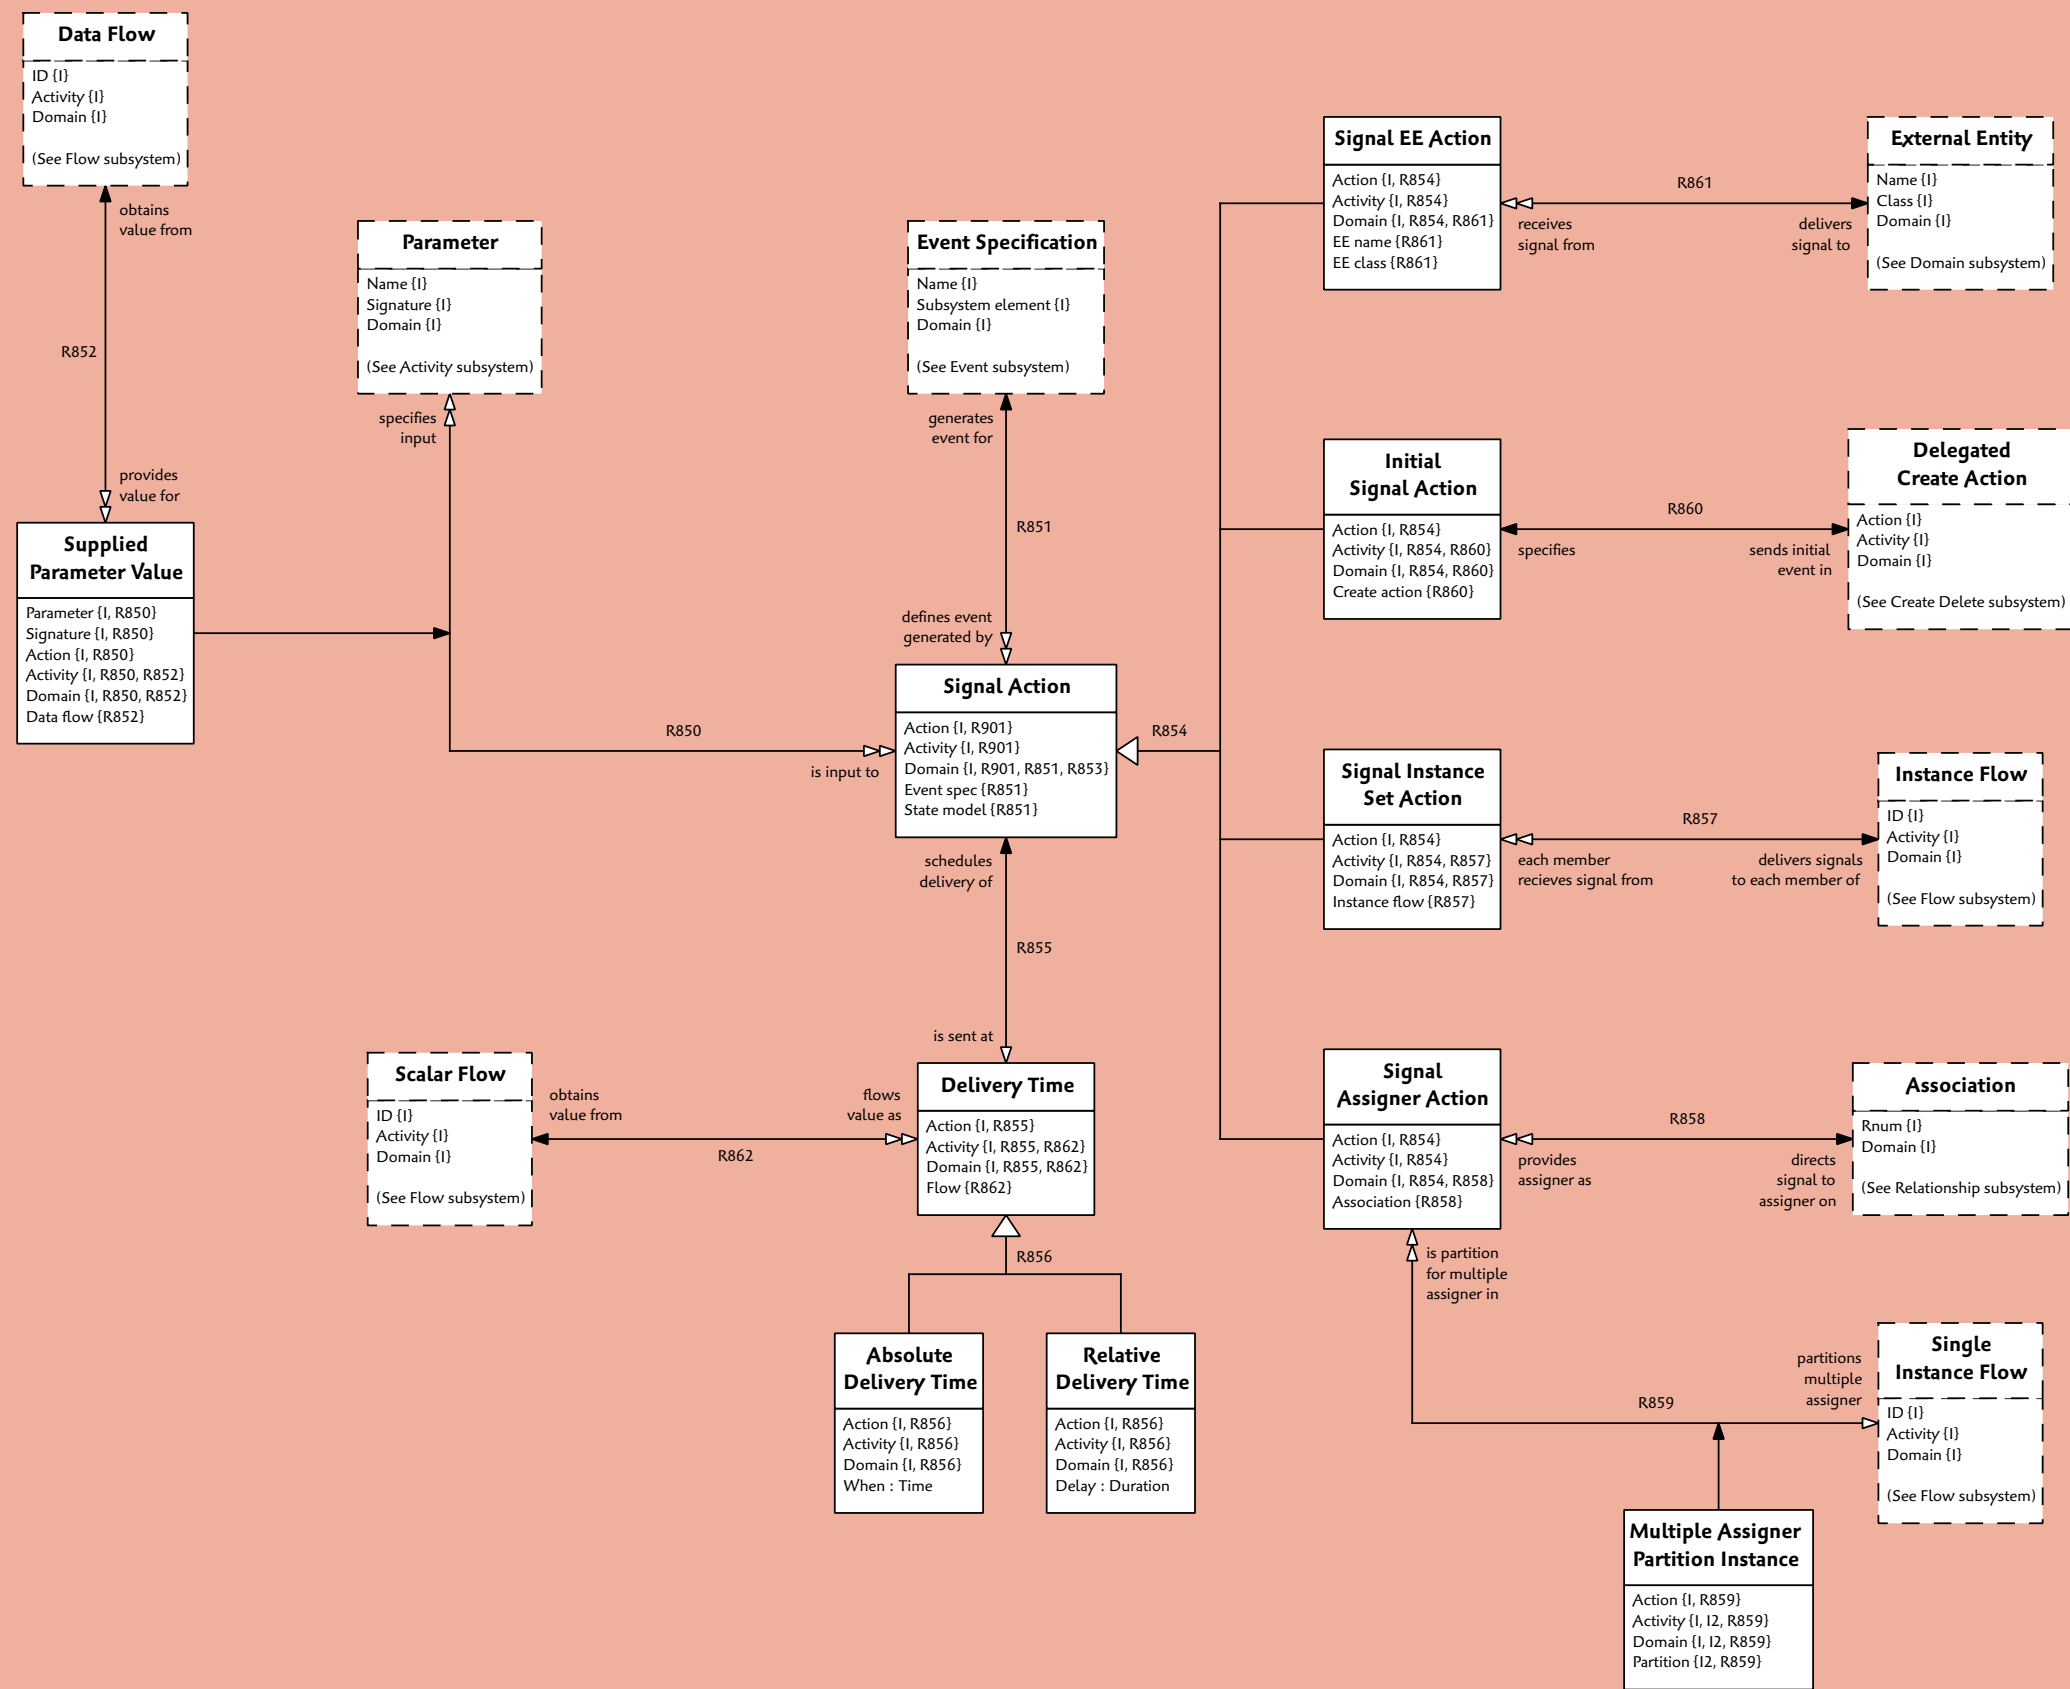 Data Flow
ID {I}
Activity {I}
Domain {I}
(See Flow subsystem)
obtains
value from
R852
provides
value for
Supplied
Parameter Value
Parameter {I, R850}
Signature {I, R850}
Action {I, R850}
Activity {I, R850, R852}
Domain {I, R850, R852}
Data flow {R852}
Parameter
Name {I}
Signature {I}
Domain {I}
(See Activity subsystem)
specifies
input
R850
is input to
Event Specification
Name {I}
Subsystem element {I}
Domain {I}
(See Event subsystem)
generates
event for
R851
defines event
generated by
Signal Action
Action {I, R901}
Activity {I, R901}
Domain {I, R901, R851, R853}
Event spec {R851}
State model {R851}
R854
schedules
delivery of
R855
is sent at
Scalar Flow
ID {I}
Activity {I}
Domain {I}
(See Flow subsystem)
obtains
value from
R862
flows
value as
Delivery Time
Action {I, R855}
Activity {I, R855, R862}
Domain {I, R855, R862}
Flow {R862}
R856
Absolute
Delivery Time
Action {I, R856}
Activity {I, R856}
Domain {I, R856}
When : Time
Relative
Delivery Time
Action {I, R856}
Activity {I, R856}
Domain {I, R856}
Delay : Duration
Signal EE Action
Action {I, R854}
Activity {I, R854}
Domain {I, R854, R861}
EE name {R861}
EE class {R861}
R861
receives
signal from
delivers
signal to
External Entity
Name {I}
Class {I}
Domain {I}
(See Domain subsystem)
Initial
Signal Action
Action {I, R854}
Activity {I, R854, R860}
Domain {I, R854, R860}
Create action {R860}
R860
specifies
sends initial
event in
Delegated
Create Action
Action {I}
Activity {I}
Domain {I}
(See Create Delete subsystem)
Signal Instance
Set Action
Action {I, R854}
Activity {I, R854, R857}
Domain {I, R854, R857}
Instance flow {R857}
R857
each member
recieves signal from
delivers signals
to each member of
Instance Flow
ID {I}
Activity {I}
Domain {I}
(See Flow subsystem)
Signal
Assigner Action
Action {I, R854}
Activity {I, R854}
Domain {I, R854, R858}
Association {R858}
R858
provides
assigner as
directs
signal to
assigner on
Association
Rnum {I}
Domain {I}
(See Relationship subsystem)
is partition
for multiple
assigner in
R859
partitions
multiple
assigner
Single
Instance Flow
ID {I}
Activity {I}
Domain {I}
(See Flow subsystem)
Multiple Assigner
Partition Instance
Action {I, R859}
Activity {I, I2, R859}
Domain {I, I2, R859}
Partition {I2, R859}